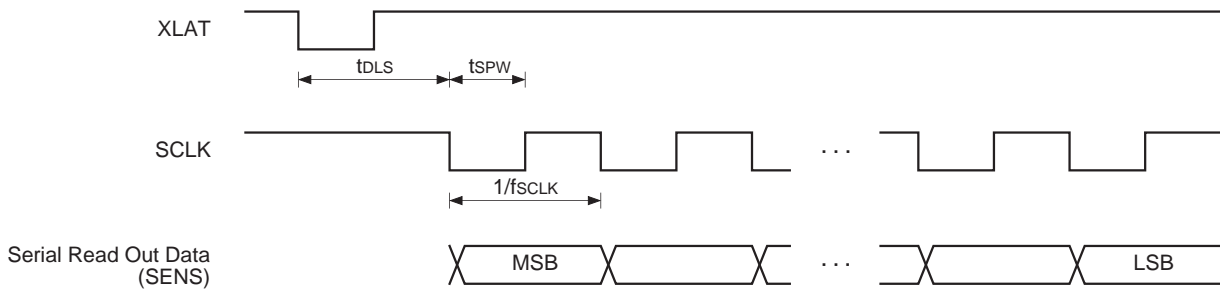 XLAT
tDLS
tSPW
SCLK
. . .
1/fSCLK
Serial Read Out Data
(SENS)
MSB
. . .
LSB